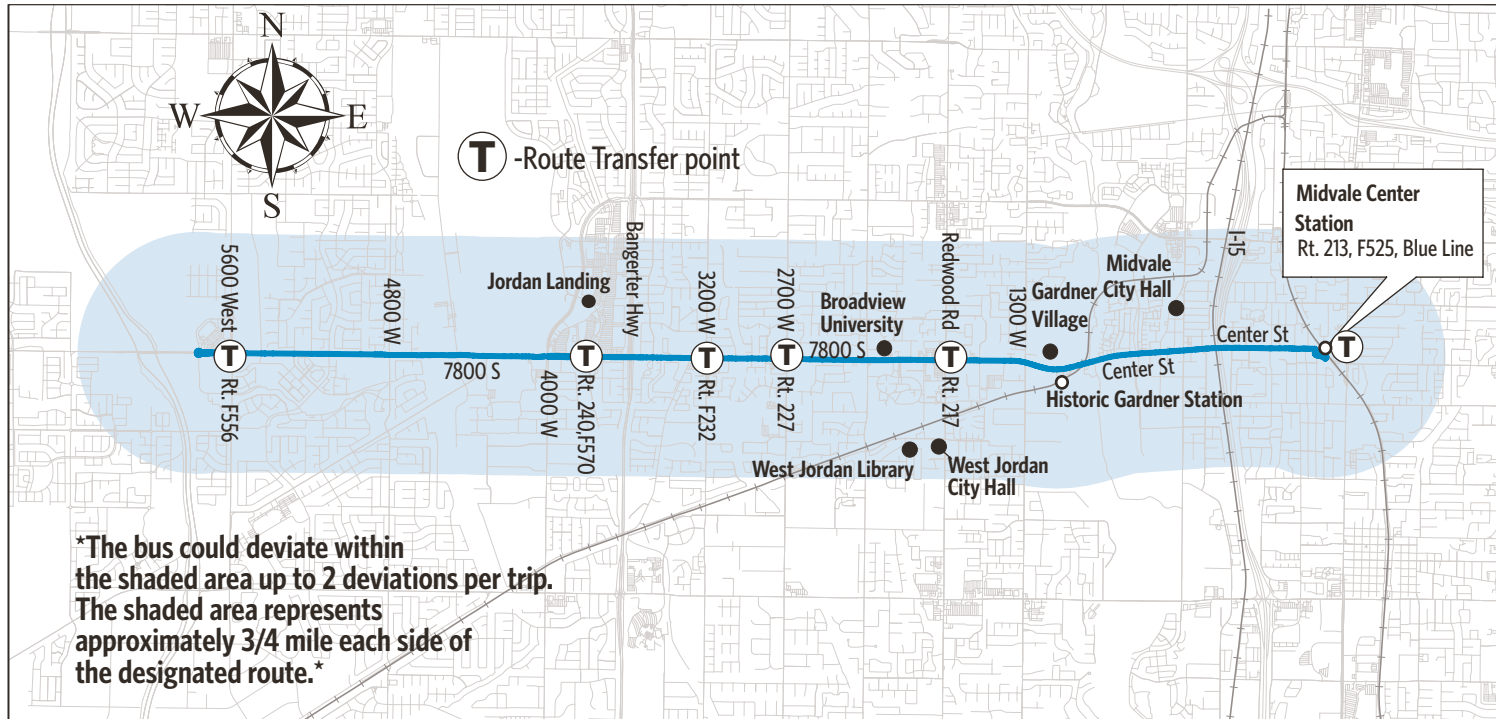 N
W
E
S
T
-Route Transfer point
Midvale Center
Station
Rt. 213, F525, Blue Line
5600 West
4800 W
Jordan Landing
Bangerter Hwy
3200 W
2700 W
Broadview
University
Redwood Rd
1300 W
Gardner
Village
Midvale
City Hall
I-15
T
T
T
T
7800 S
T
Center St
T
7800 S
Center St
Rt. F556
4000 W
Rt. 240,F570
Rt. F232
Rt. 227
Rt. 217
Historic Gardner Station
West Jordan Library
West Jordan
City Hall
*The bus could deviate within
the shaded area up to 2 deviations per trip.
The shaded area represents
approximately 3/4 mile each side of
the designated route.*